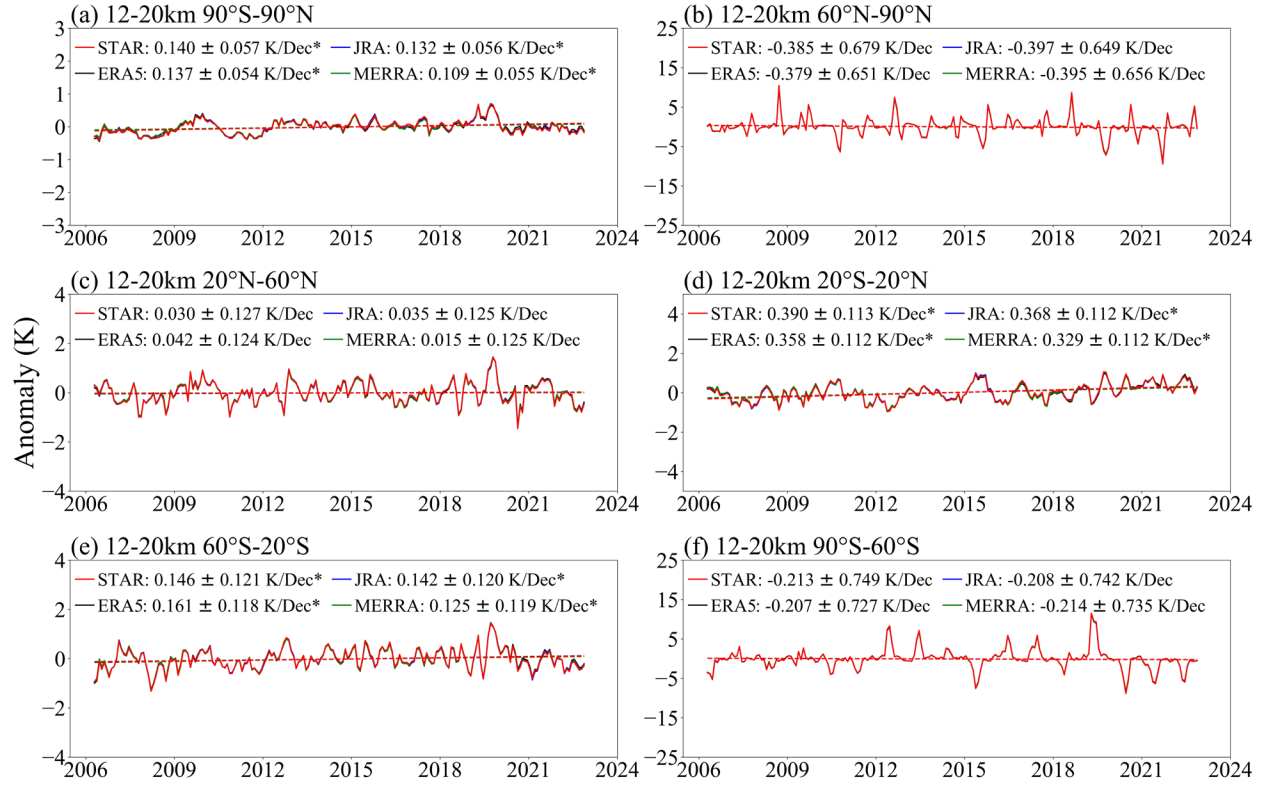 (a) 12-20km 90°S-90°N
3
2
1
0
−1
−2
−3
STAR: 0.140 ± 0.057 K/Dec*
JRA: 0.132 ± 0.056 K/Dec*
ERA5: 0.137 ± 0.054 K/Dec*
MERRA: 0.109 ± 0.055 K/Dec*
2006 2009 2012 2015 2018 2021 2024
(b) 12-20km 60°N-90°N
25
15
5
−5
−15
−25
STAR: -0.385 ± 0.679 K/Dec
JRA: -0.397 ± 0.649 K/Dec
ERA5: -0.379 ± 0.651 K/Dec
MERRA: -0.395 ± 0.656 K/Dec
2006 2009 2012 2015 2018 2021 2024
Anomaly (K)
(c) 12-20km 20°N-60°N
4
2
0
−2
−4
STAR: 0.030 ± 0.127 K/Dec
JRA: 0.035 ± 0.125 K/Dec
ERA5: 0.042 ± 0.124 K/Dec
MERRA: 0.015 ± 0.125 K/Dec
2006 2009 2012 2015 2018 2021 2024
(d) 12-20km 20°S-20°N
4
2
0
−2
−4
STAR: 0.390 ± 0.113 K/Dec*
JRA: 0.368 ± 0.112 K/Dec*
ERA5: 0.358 ± 0.112 K/Dec*
MERRA: 0.329 ± 0.112 K/Dec*
2006 2009 2012 2015 2018 2021 2024
(e) 12-20km 60°S-20°S
4
2
0
−2
−4
STAR: 0.146 ± 0.121 K/Dec*
JRA: 0.142 ± 0.120 K/Dec*
ERA5: 0.161 ± 0.118 K/Dec*
MERRA: 0.125 ± 0.119 K/Dec*
2006 2009 2012 2015 2018 2021 2024
(f) 12-20km 90°S-60°S
25
15
5
−5
−15
−25
STAR: -0.213 ± 0.749 K/Dec
JRA: -0.208 ± 0.742 K/Dec
ERA5: -0.207 ± 0.727 K/Dec
MERRA: -0.214 ± 0.735 K/Dec
2006 2009 2012 2015 2018 2021 2024